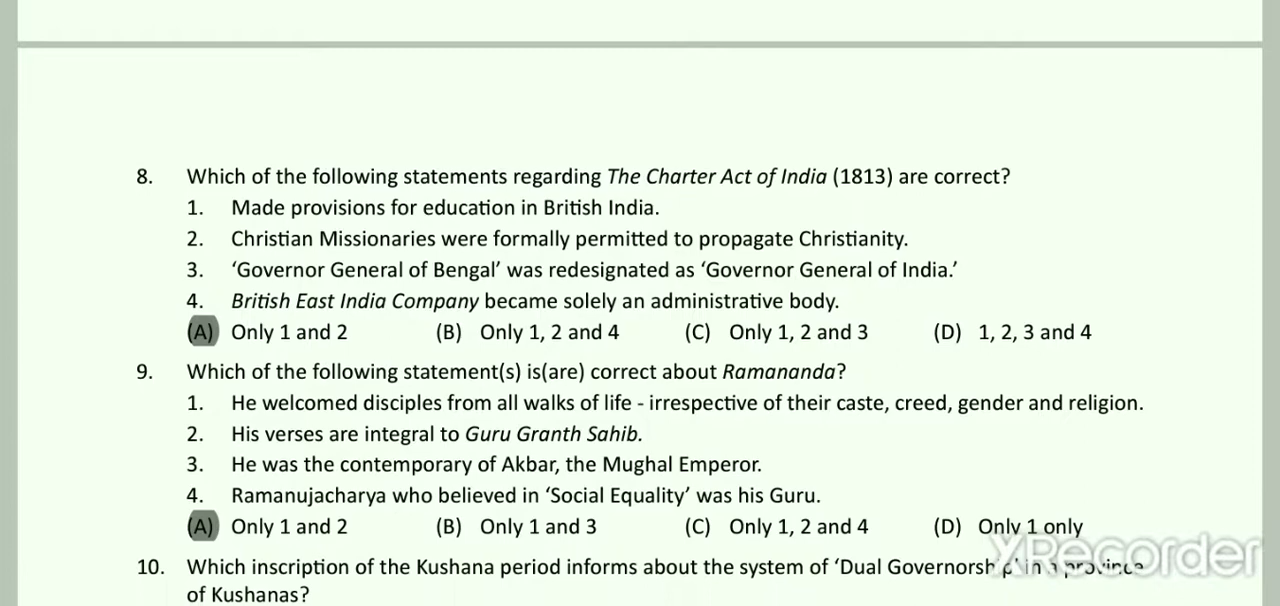 8. Which of the following statements regarding The Charter Act of India (1813) are correct?
1. Made provisions for education in British India.
2. Christian Missionaries were formally permitted to propagate Christianity.
3. ‘Governor General of Bengal’ was redesignated as ‘Governor General of India.’
4. British East India Company became solely an administrative body.
(A) Only 1 and 2 (B) Only 1, 2 and 4 (C) Only 1, 2 and 3 (D) 1, 2, 3 and 4
9. Which of the following statement(s) is(are) correct about Ramananda?
1. He welcomed disciples from all walks of life - irrespective of their caste, creed, gender and religion.
2. His verses are integral to Guru Granth Sahib.
3. He was the contemporary of Akbar, the Mughal Emperor.
4. Ramanujacharya who believed in ‘Social Equality’ was his Guru.
(A) Only 1 and 2 (B) Only 1 and 3 (C) Only 1, 2 and 4 (D) Only 1 only
10. Which inscription of the Kushana period informs about the system of ‘Dual Governorship’ in a province
of Kushanas?
XRecorder